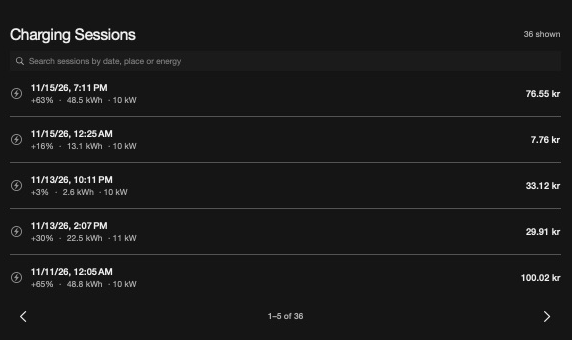 Charging Sessions
36 shown
Search sessions by date, place or energy
11/15/26, 7:11 PM
+63% · 48.5 kWh · 10 kW
76.55 kr
11/15/26, 12:25 AM
+16% · 13.1 kWh · 10 kW
7.76 kr
11/13/26, 10:11 PM
+3% · 2.6 kWh · 10 kW
33.12 kr
11/13/26, 2:07 PM
+30% · 22.5 kWh · 11 kW
29.91 kr
11/11/26, 12:05 AM
+65% · 48.8 kWh · 10 kW
100.02 kr
1–5 of 36